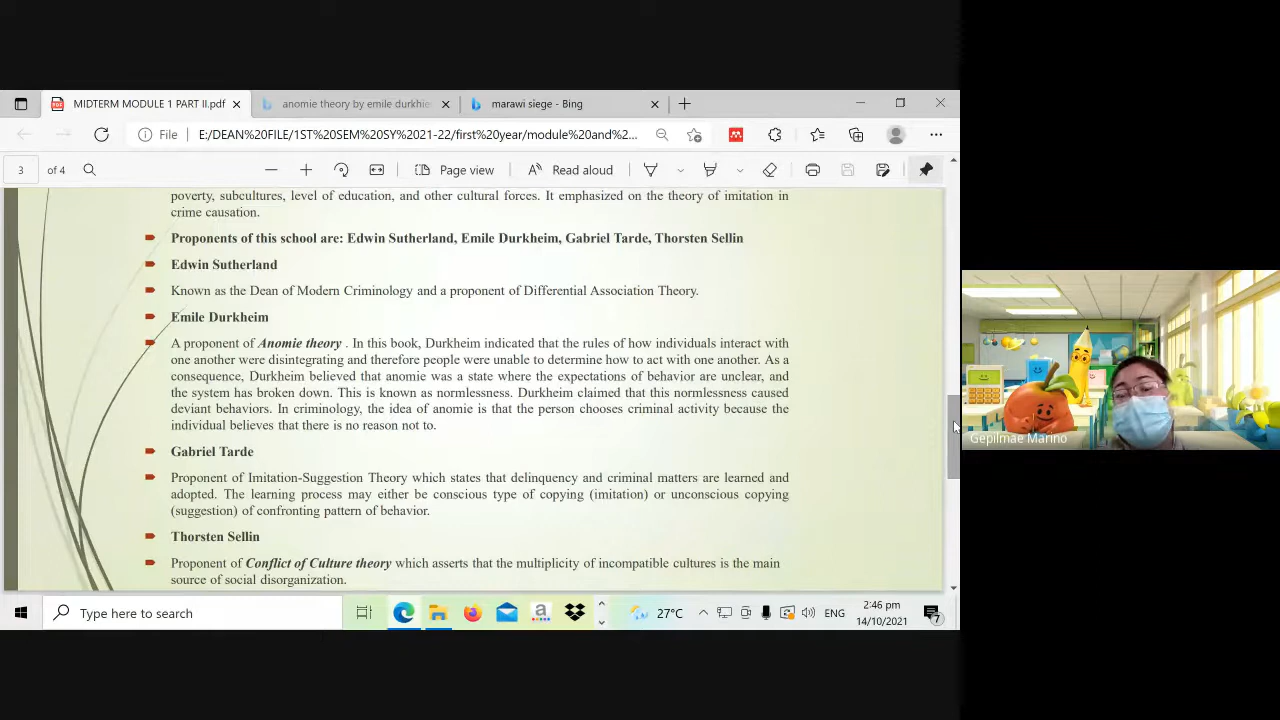 MIDTERM MODULE 1 PART II.pdf
anomie theory by emile durkhie
marawi siege - Bing
File
E:/DEAN%20FILE/1ST%20SEM%20SY%2021-22/first%20year/module%20and%2...
3 of 4
Page view
Read aloud
poverty, subcultures, level of education, and other cultural forces. It emphasized on the theory of imitation in
crime causation.
Proponents of this school are: Edwin Sutherland, Emile Durkheim, Gabriel Tarde, Thorsten Sellin
Edwin Sutherland
Known as the Dean of Modern Criminology and a proponent of Differential Association Theory.
Emile Durkheim
A proponent of Anomie theory . In this book, Durkheim indicated that the rules of how individuals interact with
one another were disintegrating and therefore people were unable to determine how to act with one another. As a
consequence, Durkheim believed that anomie was a state where the expectations of behavior are unclear, and
the system has broken down. This is known as normlessness. Durkheim claimed that this normlessness caused
deviant behaviors. In criminology, the idea of anomie is that the person chooses criminal activity because the
individual believes that there is no reason not to.
Gabriel Tarde
Proponent of Imitation-Suggestion Theory which states that delinquency and criminal matters are learned and
adopted. The learning process may either be conscious type of copying (imitation) or unconscious copying
(suggestion) of confronting pattern of behavior.
Thorsten Sellin
Proponent of Conflict of Culture theory which asserts that the multiplicity of incompatible cultures is the main
source of social disorganization.
Gepilmae Marino
Type here to search
27°C
ENG
2:46 pm
14/10/2021
7